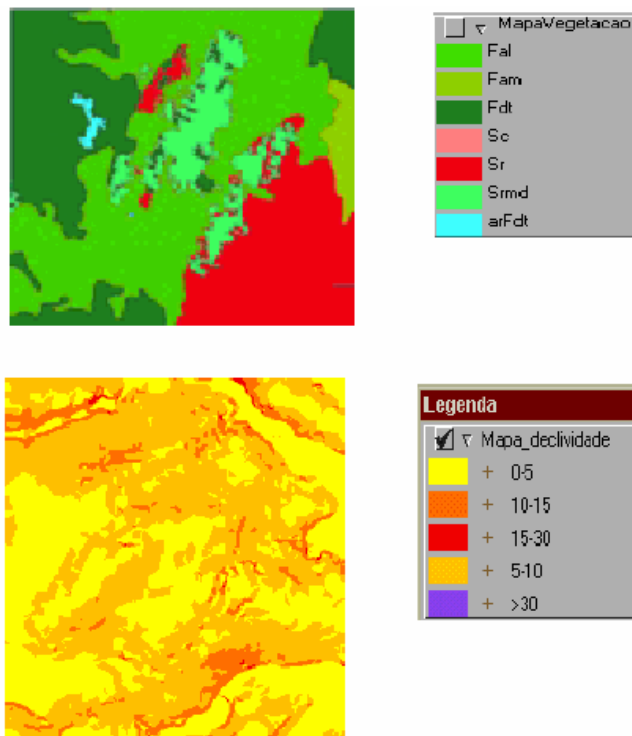 MapaVegetacao
Fal
Fam
Fdt
Sc
Sr
Srmd
arFdt
Legenda
Mapa_declividade
+ 0-5
+ 10-15
+ 15-30
+ 5-10
+ >30